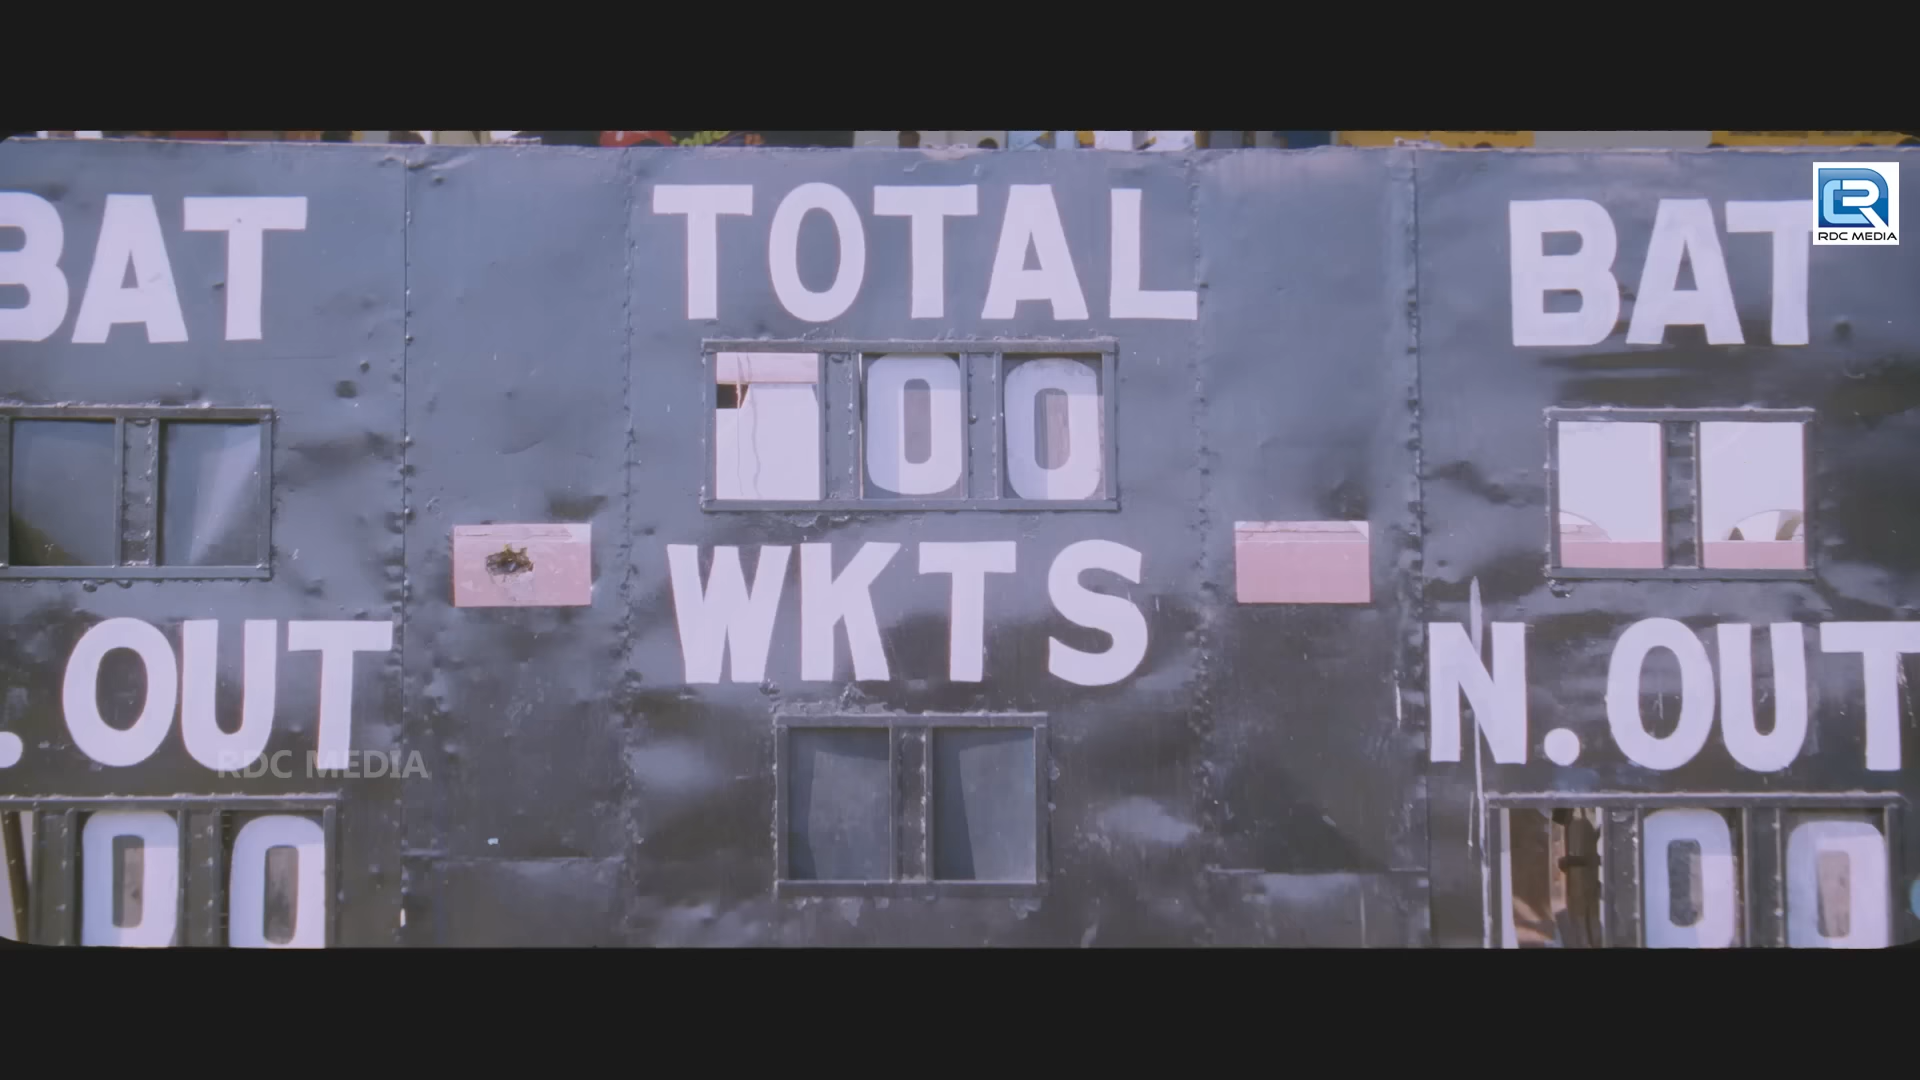 BAT TOTAL BAT
RDC MEDIA
00
WKTS
.OUT N.OUT
RDC MEDIA
00 00